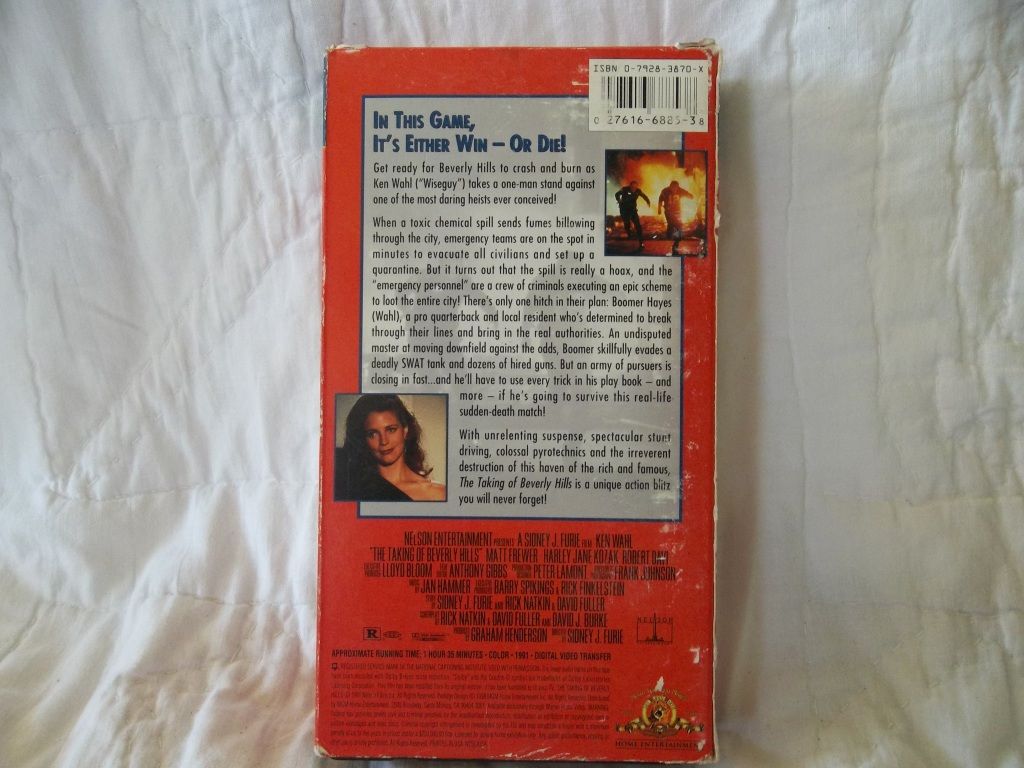 ISBN 0-7928-3870-X
0 27616-6885-3 8
IN THIS GAME,
IT'S EITHER WIN – OR DIE!
Get ready for Beverly Hills to crash and burn as
Ken Wahl ("Wiseguy") takes a one-man stand against
one of the most daring heists ever conceived!
When a toxic chemical spill sends fumes billowing
through the city, emergency teams are on the spot in
minutes to evacuate all civilians and set up a
quarantine. But it turns out that the spill is really a hoax, and the
"emergency personnel" are a crew of criminals executing an epic scheme
to loot the entire city! There's only one hitch in their plan: Boomer Hayes
(Wahl), a pro quarterback and local resident who's determined to break
through their lines and bring in the real authorities. An undisputed
master at moving downfield against the odds, Boomer skillfully evades a
deadly SWAT tank and dozens of hired guns. But an army of pursuers is
closing in fast...and he'll have to use every trick in his play book – and
more – if he's going to survive this real-life
sudden-death match!
With unrelenting suspense, spectacular stunt
driving, colossal pyrotechnics and the irreverent
destruction of this haven of the rich and famous,
The Taking of Beverly Hills is a unique action blitz
you will never forget!
NELSON ENTERTAINMENT PRESENTS A SIDNEY J. FURIE FILM KEN WAHL
"THE TAKING OF BEVERLY HILLS" MATT FREWER HARLEY JANE KOZAK ROBERT DAVI
LLOYD BLOOM ANTHONY GIBBS PETER LAMONT FRANK JOHNSON
JAN HAMMER BARRY SPIKINGS & RICK FINKELSTEIN
SIDNEY J. FURIE AND RICK NATKIN & DAVID FULLER
RICK NATKIN & DAVID FULLER AND DAVID J. BURKE
GRAHAM HENDERSON SIDNEY J. FURIE
R
NELSON
APPROXIMATE RUNNING TIME: 1 HOUR 35 MINUTES • COLOR • 1991 • DIGITAL VIDEO TRANSFER
HOME ENTERTAINMENT